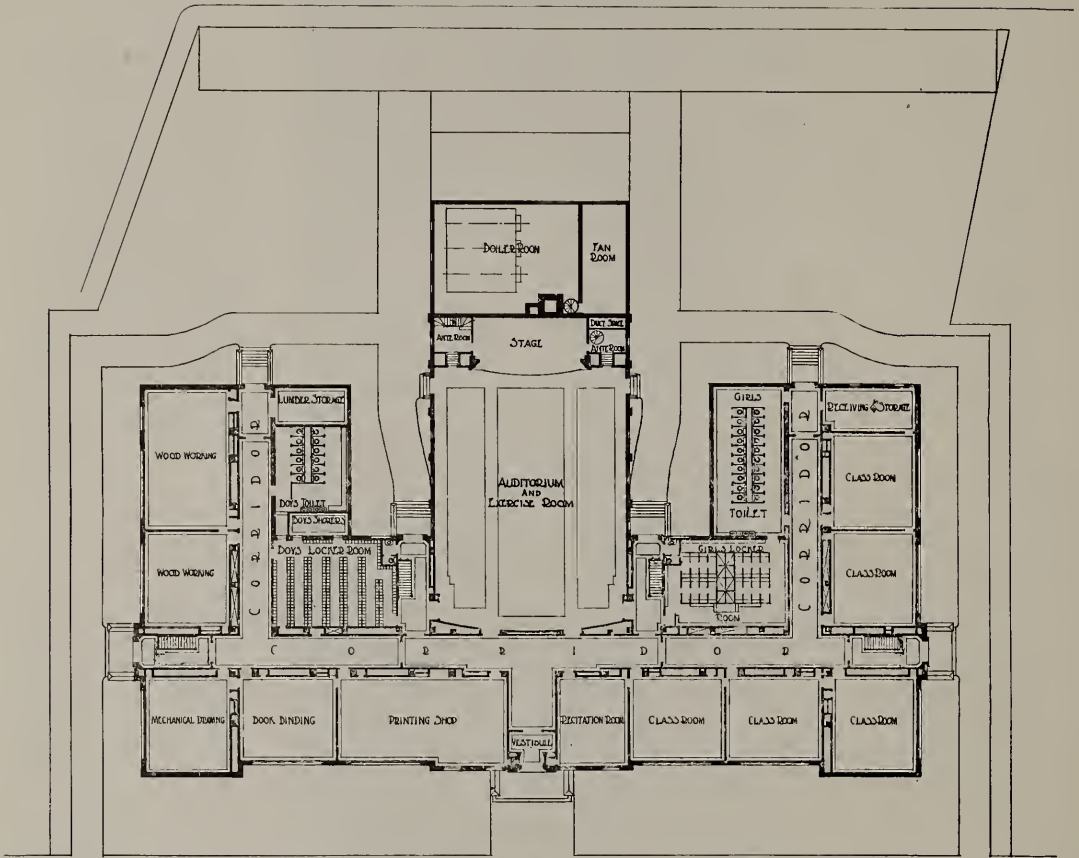 BOILER ROOM
FAN
ROOM
ANTE ROOM
STAGE
DUCT SPACE
ANTE ROOM
LUMBER STORAGE
GIRLS
RECEIVING & STORAGE
WOOD WORKING
CORRIDOR
AUDITORIUM
AND
EXERCISE ROOM
CORRIDOR
CLASS ROOM
BOYS TOILET
TOILET
BOYS SHOWERS
BOYS LOCKER ROOM
GIRLS LOCKER
ROOM
WOOD WORKING
CLASS ROOM
CORRIDOR
MECHANICAL DRAWING
BOOK BINDING
PRINTING SHOP
VESTIBULE
RECITATION ROOM
CLASS ROOM
CLASS ROOM
CLASS ROOM